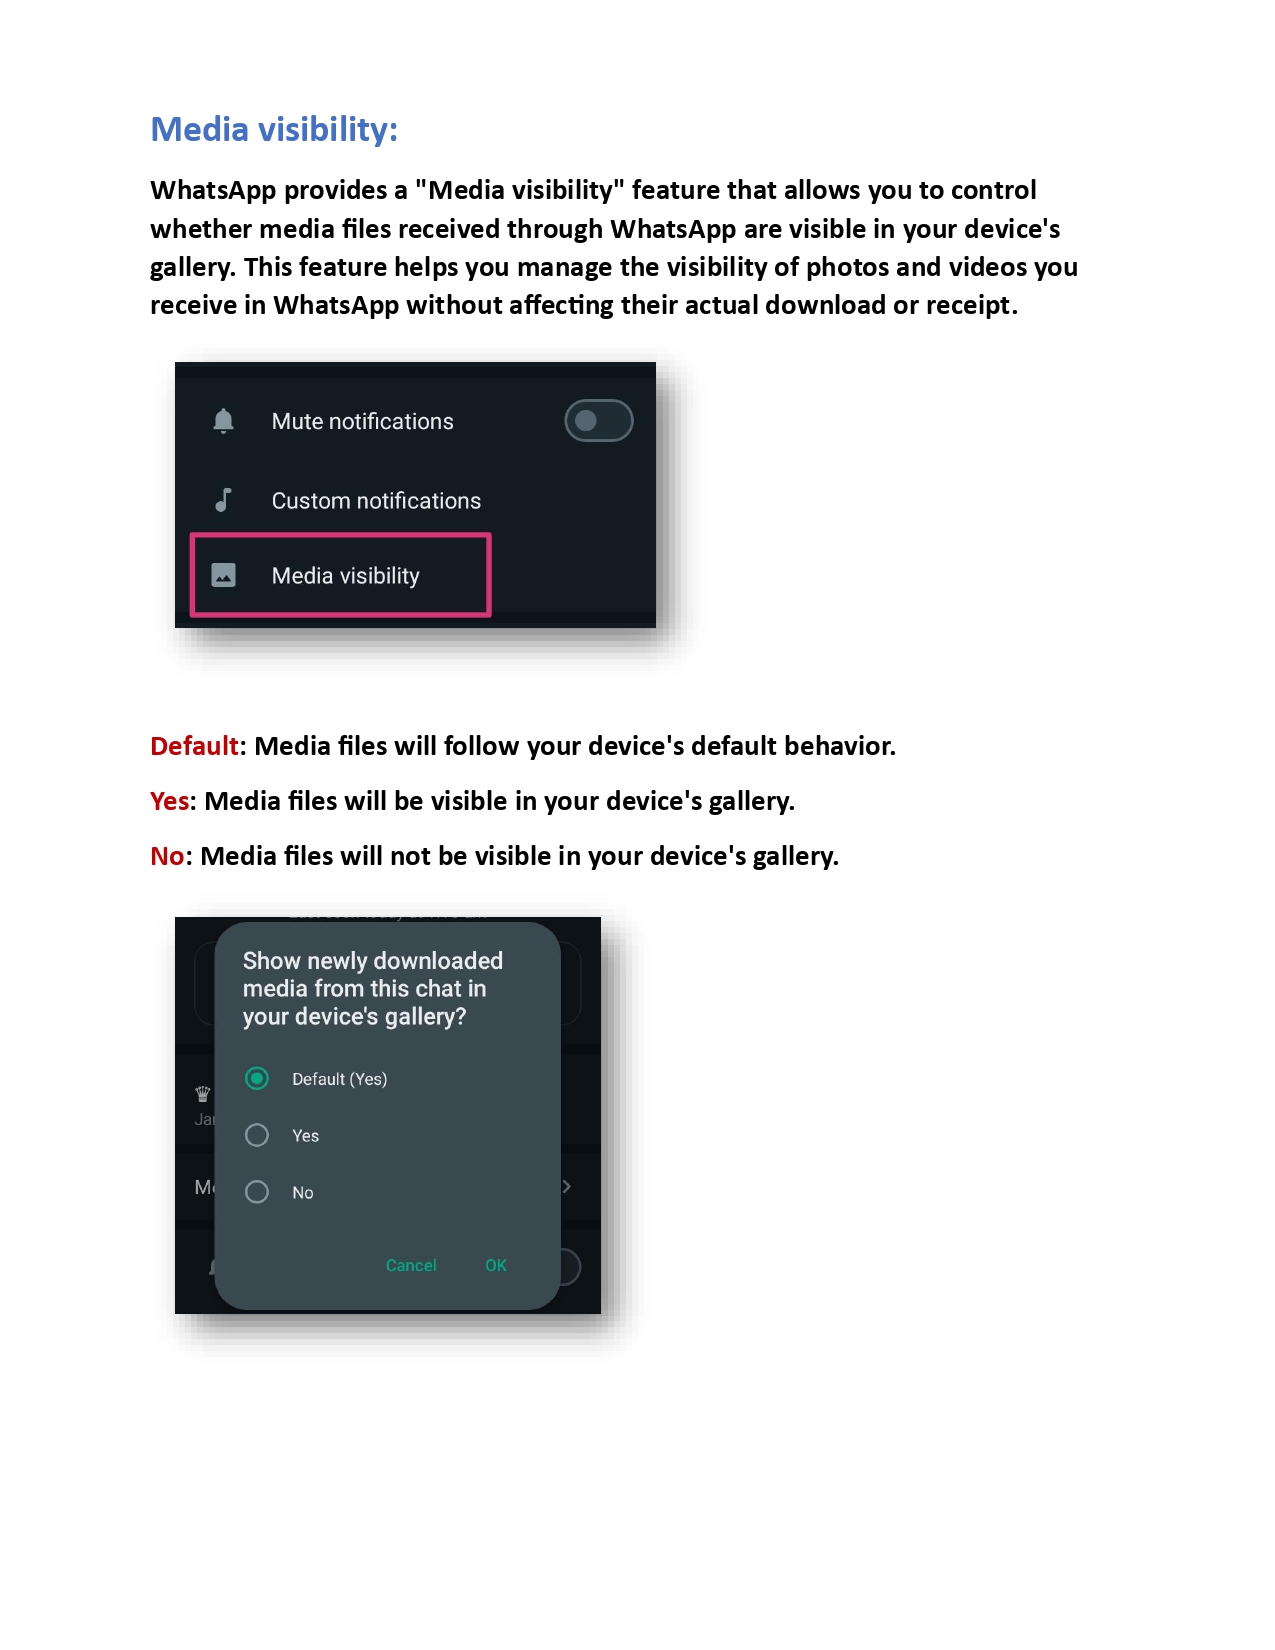 Media visibility:
WhatsApp provides a "Media visibility" feature that allows you to control
whether media files received through WhatsApp are visible in your device's
gallery. This feature helps you manage the visibility of photos and videos you
receive in WhatsApp without affecting their actual download or receipt.
Mute notifications
Custom notifications
Media visibility
Default: Media files will follow your device's default behavior.
Yes: Media files will be visible in your device's gallery.
No: Media files will not be visible in your device's gallery.
Show newly downloaded
media from this chat in
your device's gallery?
Default (Yes)
Yes
No
Cancel OK